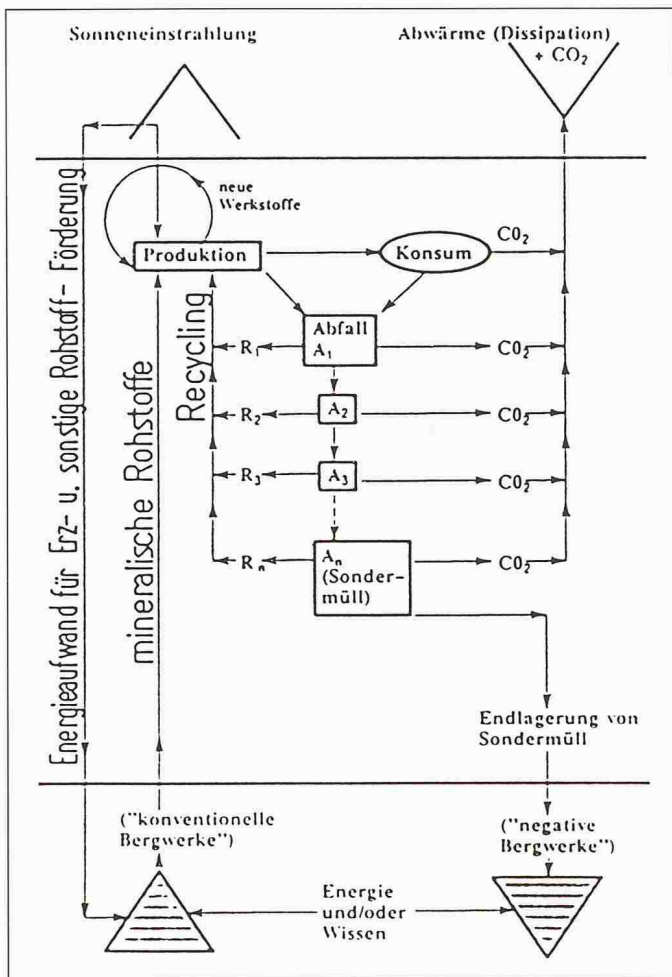 Sonneneinstrahlung
Abwärme (Dissipation)
+ CO₂
neue
Werkstoffe
Produktion
Konsum
CO₂
Abfall
A₁
R₁
CO₂
A₂
R₂
CO₂
A₃
R₃
CO₂
Aₙ
(Sonder-
müll)
Rₙ
CO₂
Recycling
mineralische Rohstoffe
Energieaufwand für Erz- u. sonstige Rohstoff- Förderung
Endlagerung von
Sondermüll
("konventionelle
Bergwerke")
("negative
Bergwerke")
Energie
und/oder
Wissen